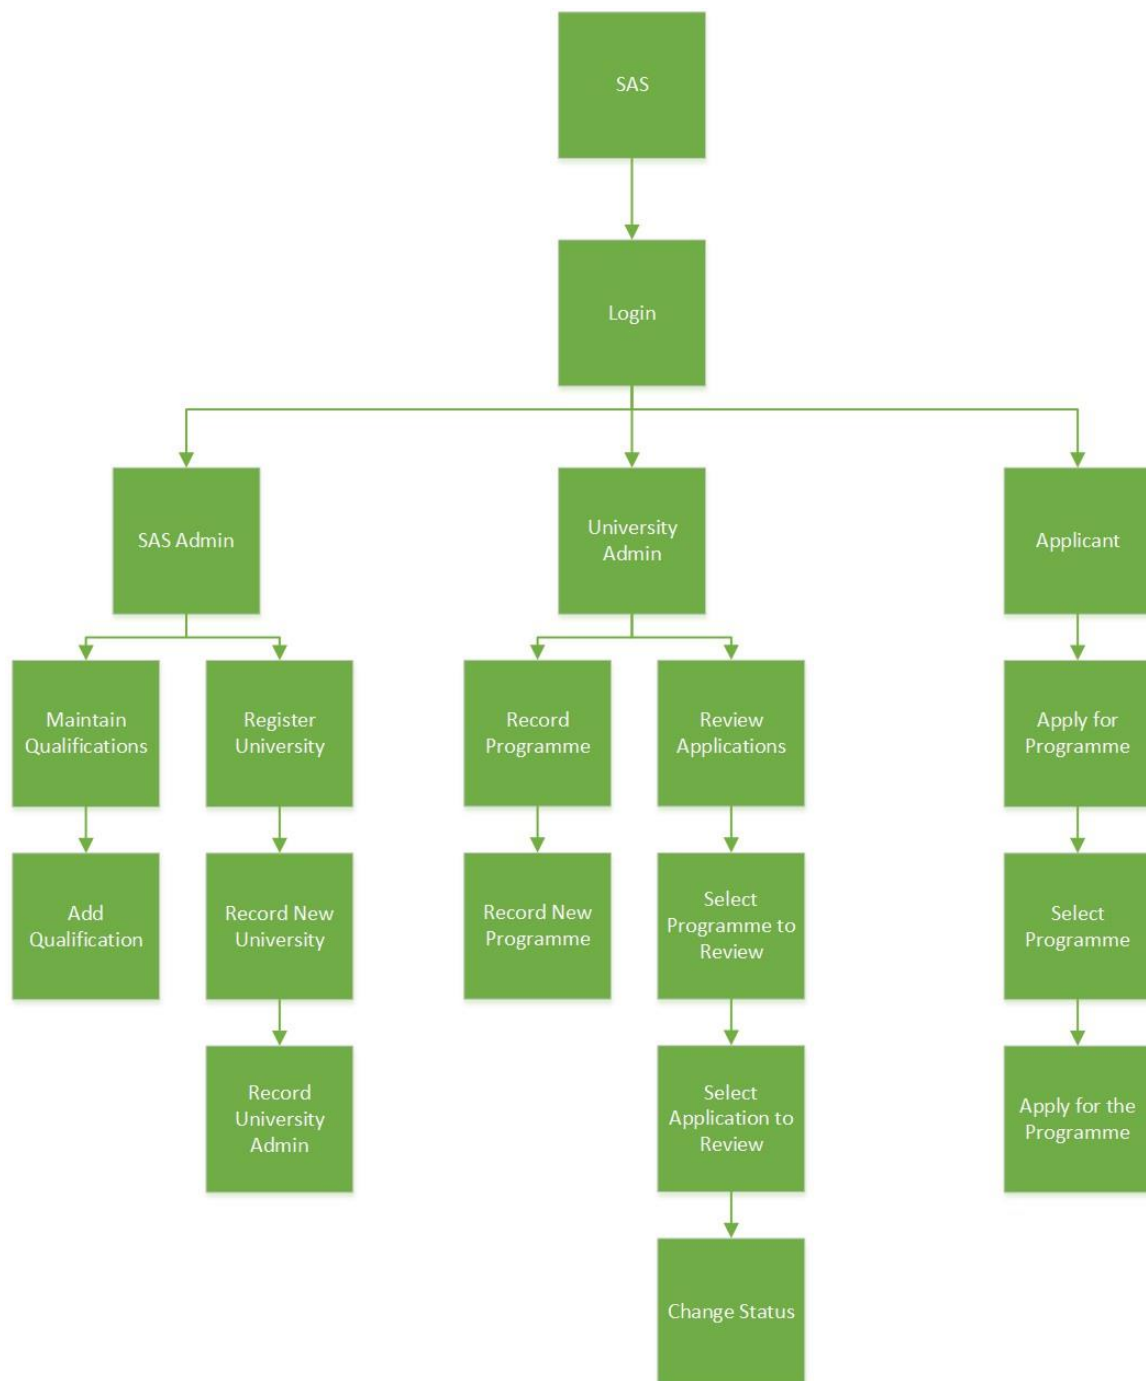 SAS
Login
SAS Admin
University
Admin
Applicant
Maintain
Qualifications
Register
University
Record
Programme
Review
Applications
Apply for
Programme
Add
Qualification
Record New
University
Record New
Programme
Select
Programme to
Review
Select
Programme
Record
University
Admin
Select
Application to
Review
Apply for the
Programme
Change Status